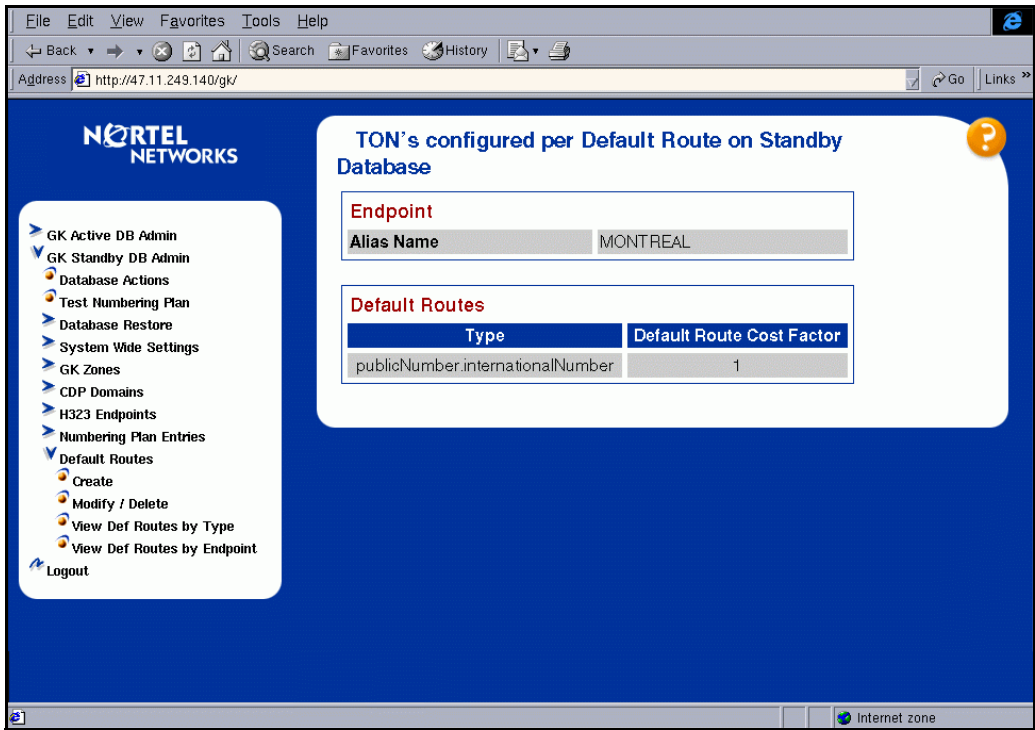 File Edit View Favorites Tools Help
Back Search Favorites History
Address http://47.11.249.140/gk/ Go Links »
NORTEL
NETWORKS
GK Active DB Admin
GK Standby DB Admin
Database Actions
Test Numbering Plan
Database Restore
System Wide Settings
GK Zones
CDP Domains
H323 Endpoints
Numbering Plan Entries
Default Routes
Create
Modify / Delete
View Def Routes by Type
View Def Routes by Endpoint
Logout
TON's configured per Default Route on Standby
Database
?
Endpoint
Alias Name MONTREAL
Default Routes
Type Default Route Cost Factor
publicNumber.internationalNumber 1
Internet zone